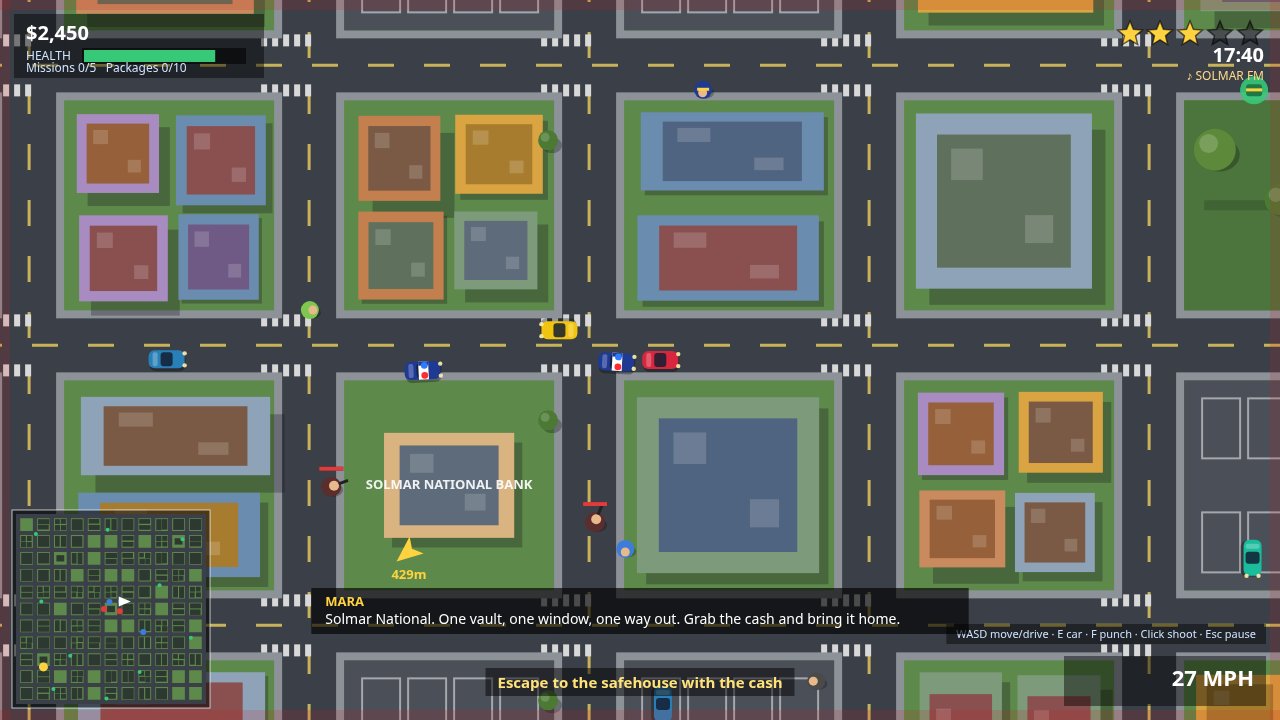 $2,450
HEALTH
Missions 0/5 Packages 0/10
17:40
♪ SOLMAR FM
SOLMAR NATIONAL BANK
429m
MARA
Solmar National. One vault, one window, one way out. Grab the cash and bring it home.
WASD move/drive · E car · F punch · Click shoot · Esc pause
Escape to the safehouse with the cash
27 MPH